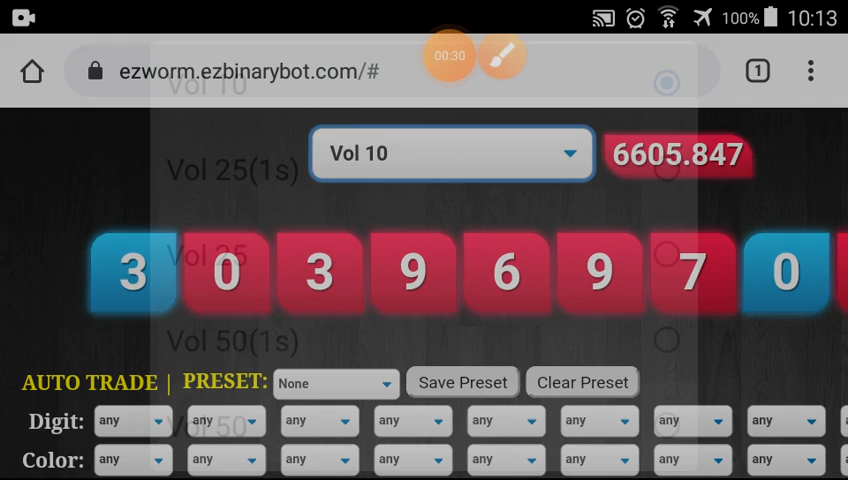 100% 10:13
ezworm.ezbinarybot.com/#
00:30
Vol 10
Vol 10
6605.847
Vol 25(1s)
Vol 25
3 0 3 9 6 9 7 0
Vol 50(1s)
AUTO TRADE | PRESET: None Save Preset Clear Preset
Vol 50
Digit: any any any any any any any any
Color: any any any any any any any any